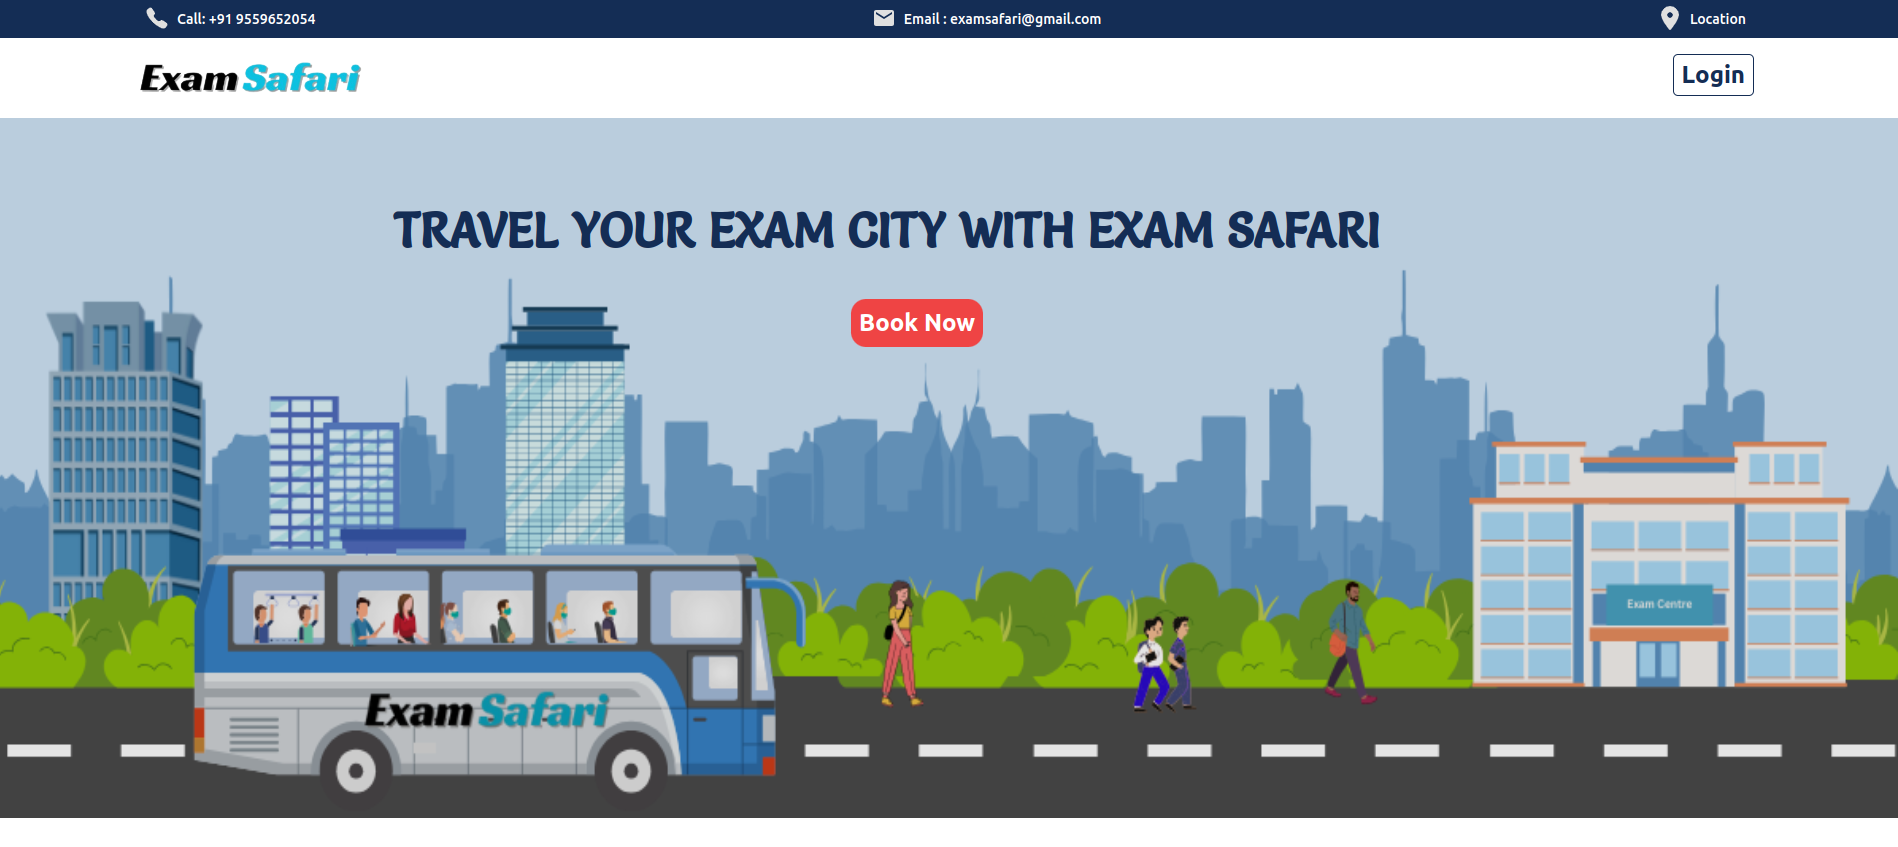 Call: +91 9559652054
Email : examsafari@gmail.com
Location
Exam Safari
Login
TRAVEL YOUR EXAM CITY WITH EXAM SAFARI
Book Now
Exam Centre
Exam Safari